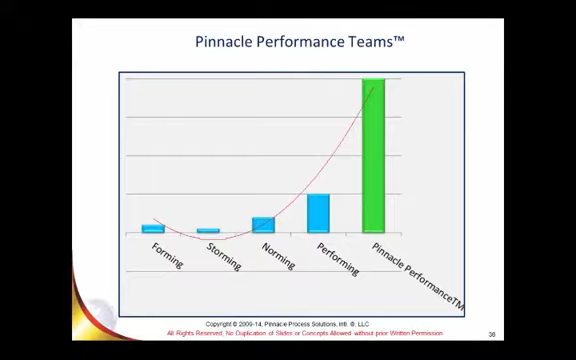 Pinnacle Performance Teams™
Forming
Storming
Norming
Performing
Pinnacle PerformanceTM
Copyright © 2009-14, Pinnacle Process Solutions, Intl. ®, LLC
All Rights Reserved, No Duplication of Slides or Concepts Allowed without prior Written Permission
36